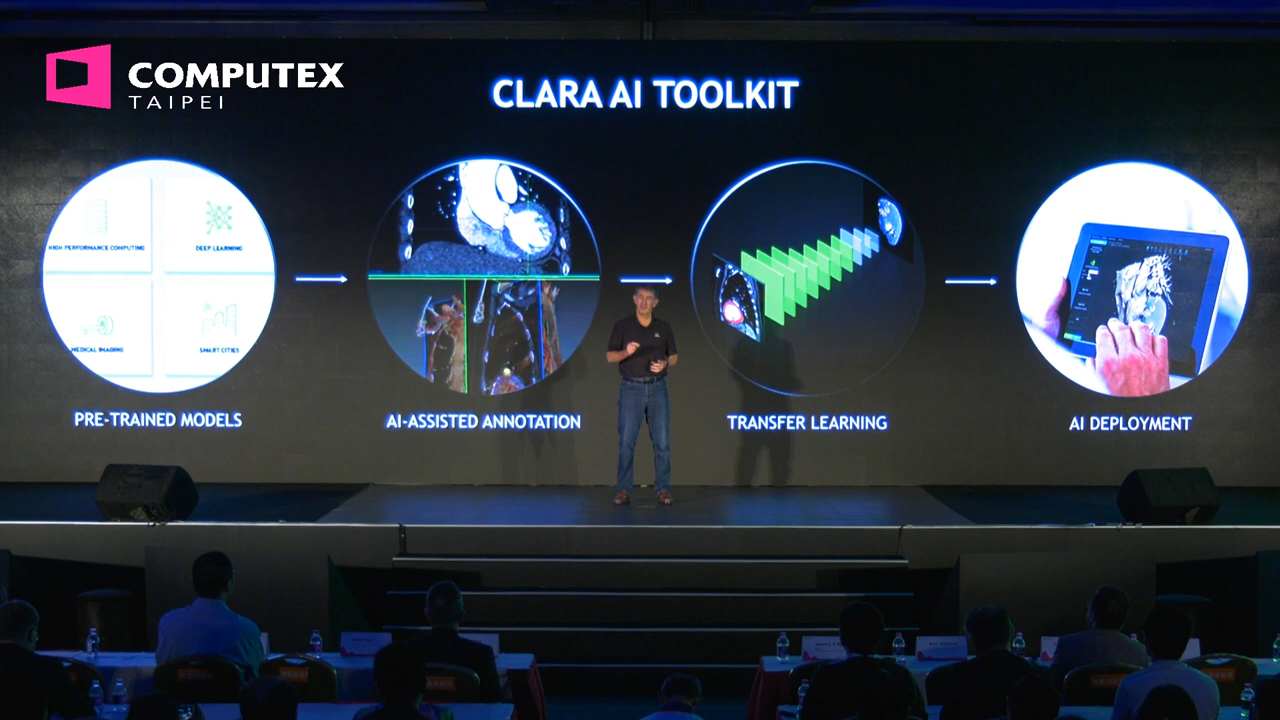 COMPUTEX
TAIPEI
CLARA AI TOOLKIT
HIGH PERFORMANCE COMPUTING
DEEP LEARNING
MEDICAL IMAGING
SMART CITIES
PRE-TRAINED MODELS
AI-ASSISTED ANNOTATION
TRANSFER LEARNING
AI DEPLOYMENT